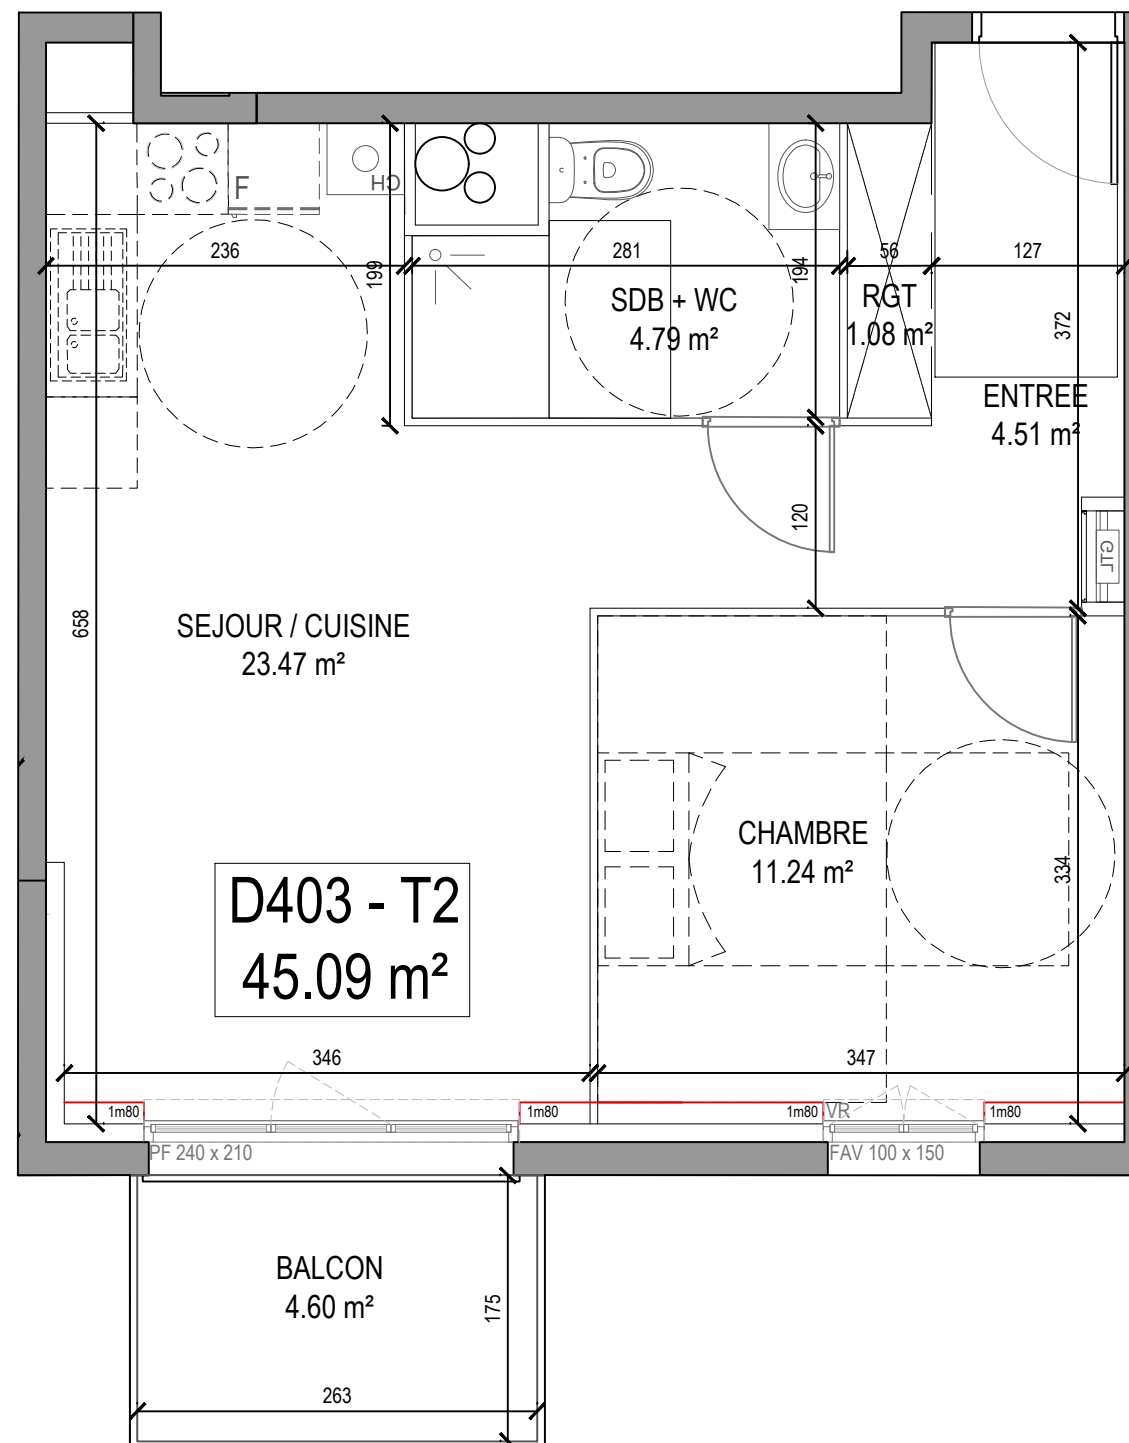 F
CH
236
199
281
194
56
127
SDB + WC
4.79 m²
RGT
1.08 m²
372
ENTREE
4.51 m²
120
GTL
658
SEJOUR / CUISINE
23.47 m²
CHAMBRE
11.24 m²
334
D403 - T2
45.09 m²
346
347
1m80
1m80
1m80
VR
1m80
PF 240 x 210
FAV 100 x 150
BALCON
4.60 m²
175
263